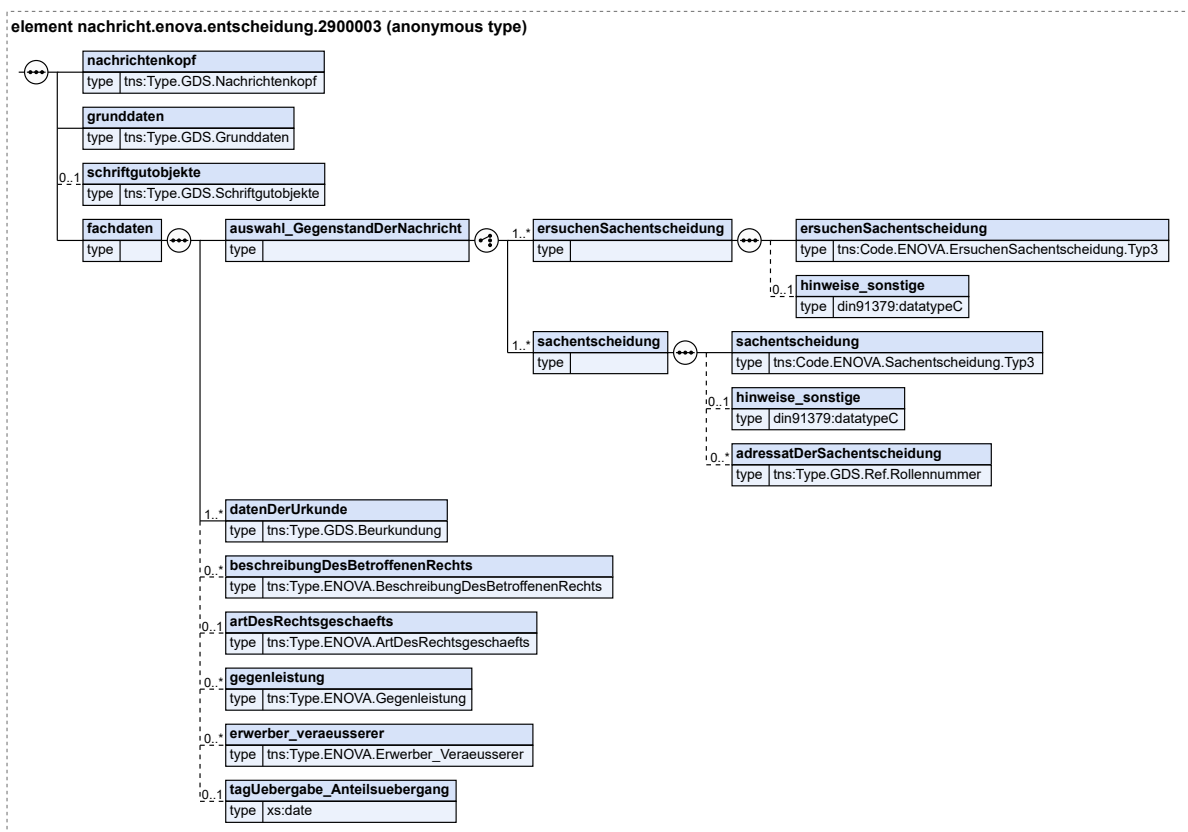 element nachricht.enova.entscheidung.2900003 (anonymous type)
nachrichtenkopf
type tns:Type.GDS.Nachrichtenkopf
grunddaten
type tns:Type.GDS.Grunddaten
0..1 schriftgutobjekte
type tns:Type.GDS.Schriftgutobjekte
fachdaten
type
auswahl_GegenstandDerNachricht
type
1..* ersuchenSachentscheidung
type
ersuchenSachentscheidung
type tns:Code.ENOVA.ErsuchenSachentscheidung.Typ3
0..1 hinweise_sonstige
type din91379:datatypeC
1..* sachentscheidung
type
sachentscheidung
type tns:Code.ENOVA.Sachentscheidung.Typ3
0..1 hinweise_sonstige
type din91379:datatypeC
0..* adressatDerSachentscheidung
type tns:Type.GDS.Ref.Rollennummer
1..* datenDerUrkunde
type tns:Type.GDS.Beurkundung
0..* beschreibungDesBetroffenenRechts
type tns:Type.ENOVA.BeschreibungDesBetroffenenRechts
0..1 artDesRechtsgeschaefts
type tns:Type.ENOVA.ArtDesRechtsgeschaefts
0..* gegenleistung
type tns:Type.ENOVA.Gegenleistung
0..* erwerber_veraeusserer
type tns:Type.ENOVA.Erwerber_Veraeusserer
0..1 tagUebergabe_Anteilsuebergang
type xs:date